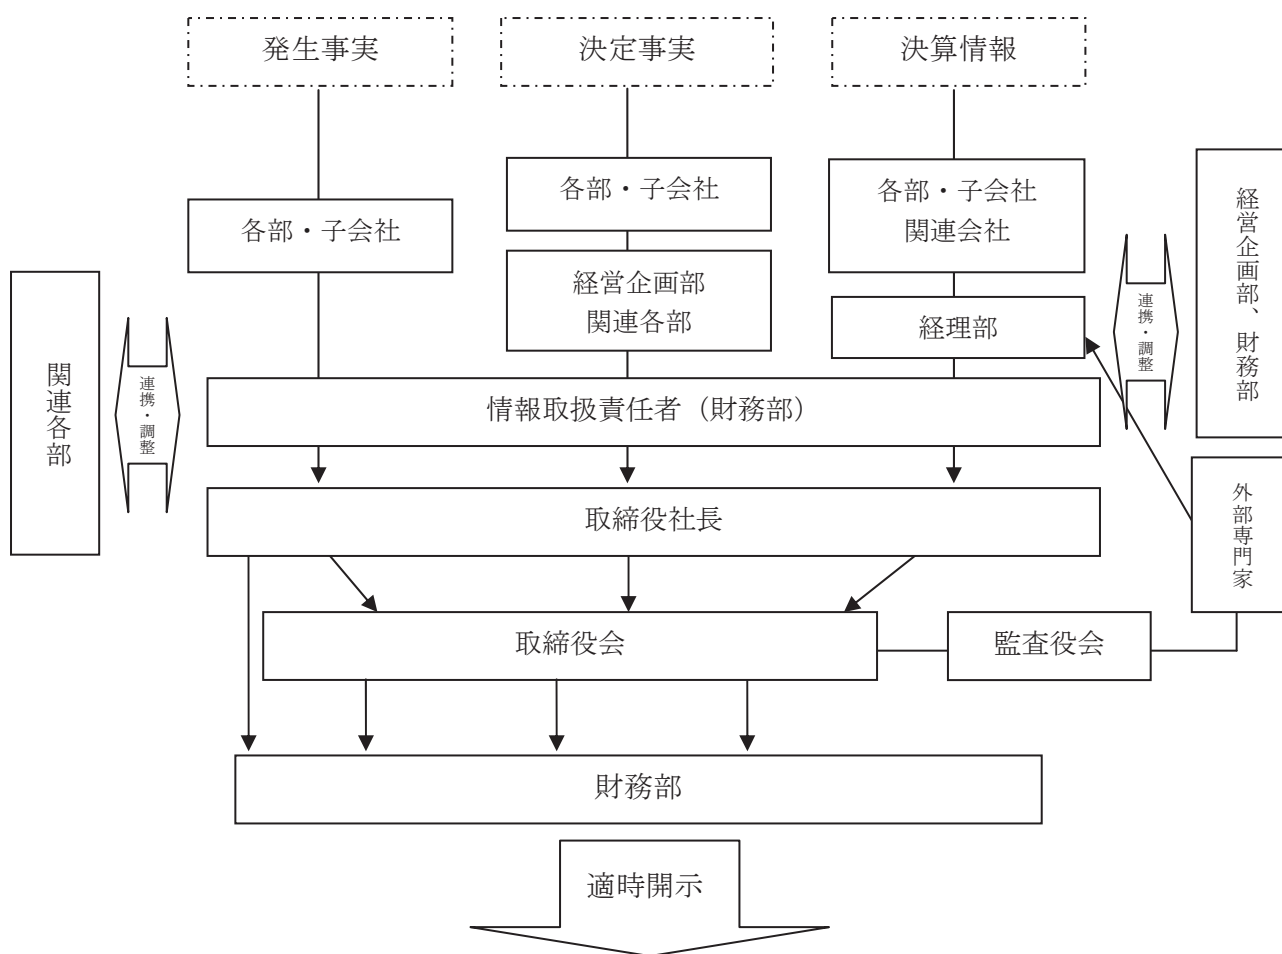 発生事実
決定事実
決算情報
各部・子会社
各部・子会社
各部・子会社
関連会社
経営企画部
関連各部
経理部
連携・調整
経営企画部、財務部
関連各部
連携・調整
情報取扱責任者（財務部）
取締役社長
外部専門家
取締役会
監査役会
財務部
適時開示